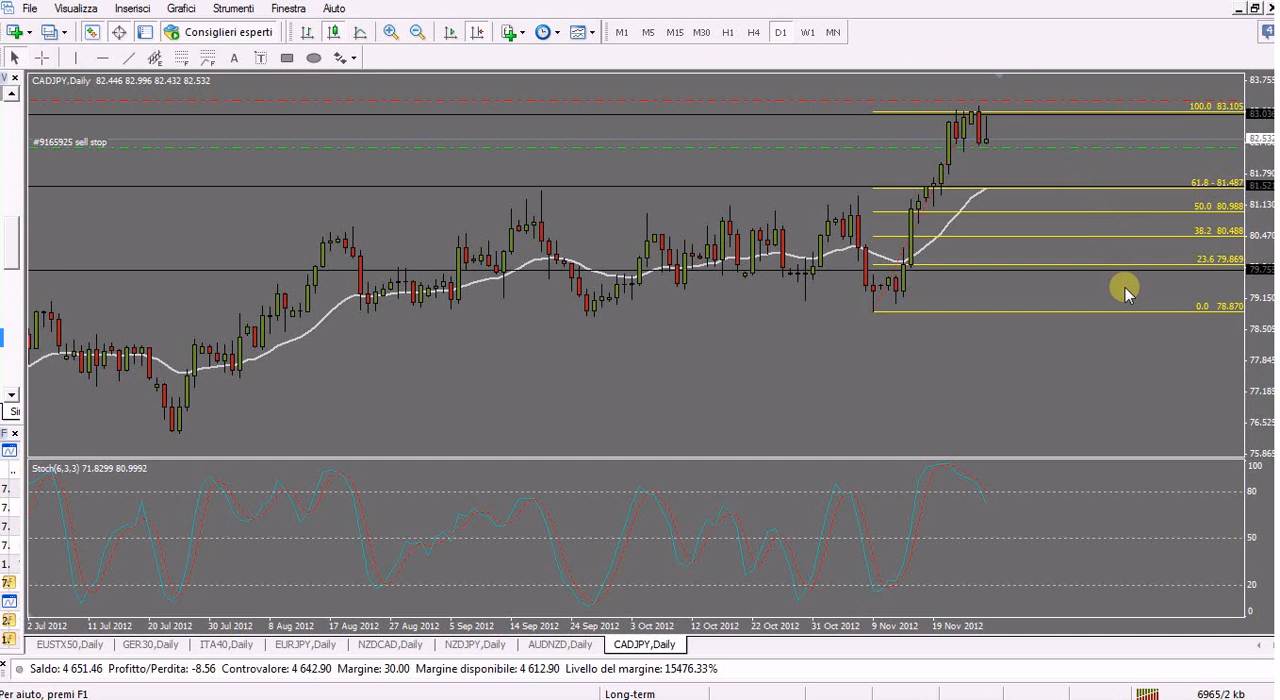 File Visualizza Inserisci Grafici Strumenti Finestra Aiuto
Consiglieri esperti M1 M5 M15 M30 H1 H4 D1 W1 MN 4
A T E F F
CADJPY,Daily 82.446 82.996 82.432 82.532
83.755
100.0 83.105
83.036
82.532
#9165925 sell stop
81.790
61.8 - 81.487
81.521
50.0 80.988
81.130
38.2 80.488
80.470
23.6 79.869
79.755
0.0 78.870
79.150
78.505
77.845
77.185
76.525
75.865
Stoch(6,3,3) 71.8299 80.9992
100
80
50
20
0
2 Jul 2012 11 Jul 2012 20 Jul 2012 30 Jul 2012 8 Aug 2012 17 Aug 2012 27 Aug 2012 5 Sep 2012 14 Sep 2012 24 Sep 2012 3 Oct 2012 12 Oct 2012 22 Oct 2012 31 Oct 2012 9 Nov 2012 19 Nov 2012
EUSTX50,Daily GER30,Daily ITA40,Daily EURJPY,Daily NZDCAD,Daily NZDJPY,Daily AUDNZD,Daily CADJPY,Daily
Saldo: 4 651.46 Profitto/Perdita: -8.56 Controvalore: 4 642.90 Margine: 30.00 Margine disponibile: 4 612.90 Livello del margine: 15476.33%
Per aiuto, premi F1 Long-term 6965/2 kb